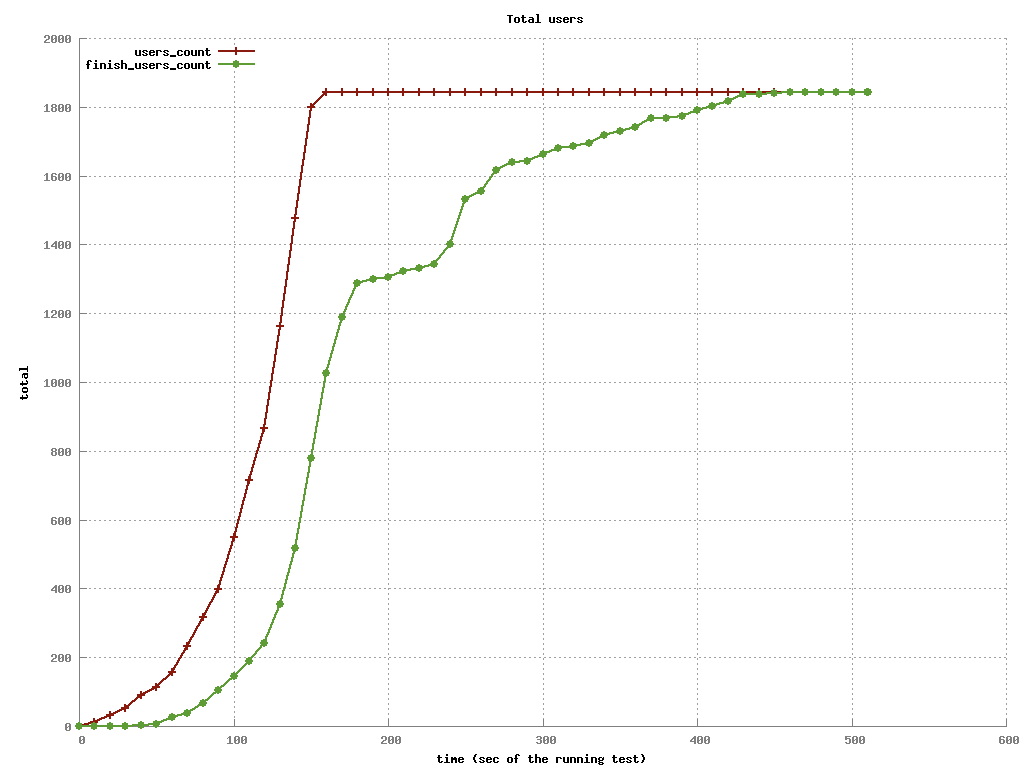 Total users
users_count
finish_users_count
2000
1800
1600
1400
1200
1000
800
600
400
200
0
total
0 100 200 300 400 500 600
time (sec of the running test)